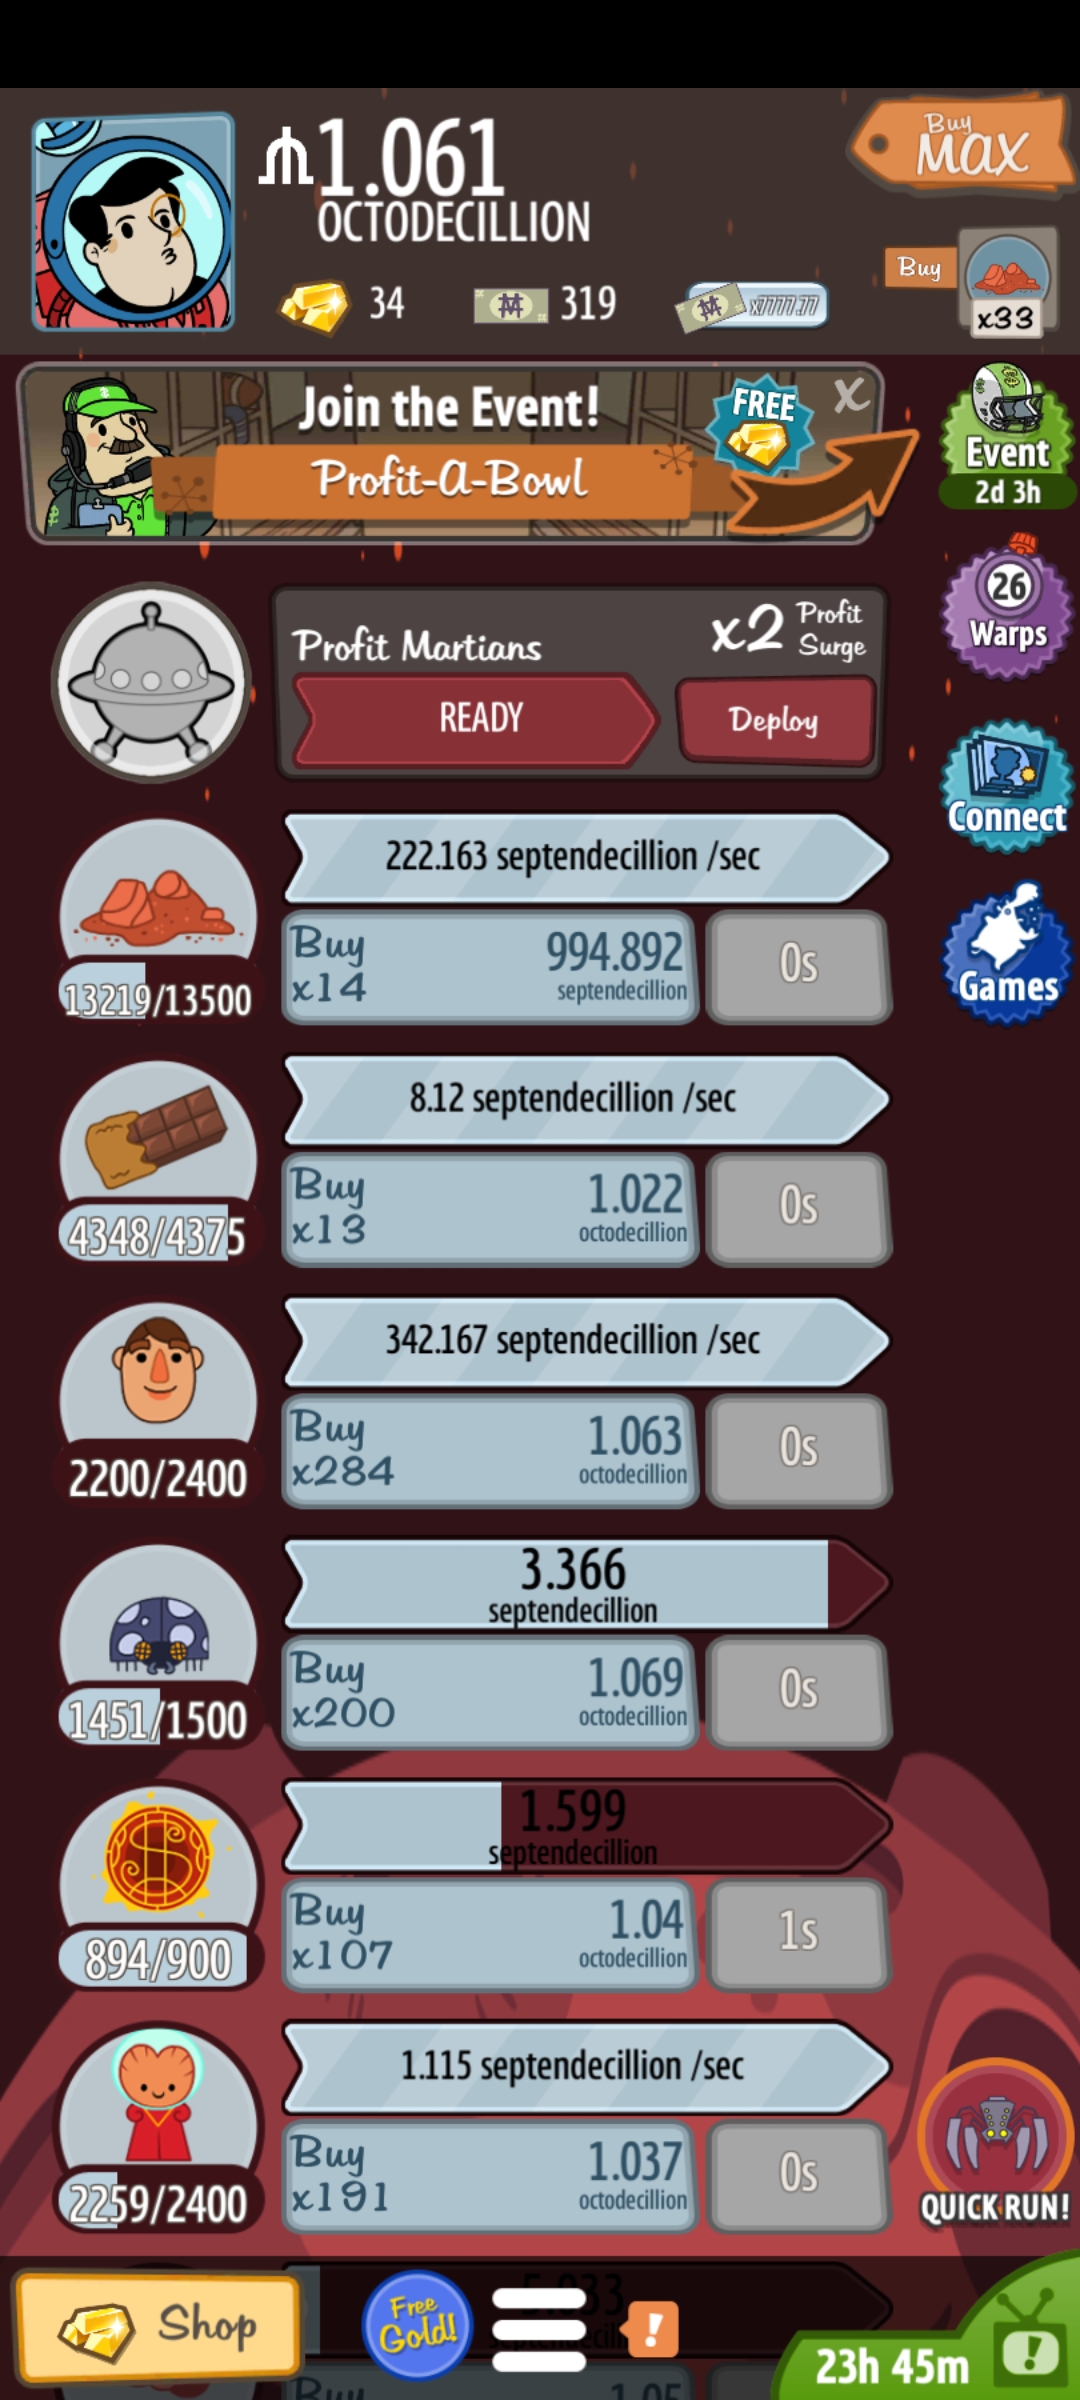 1.061
OCTODECILLION
Buy
MAX
34
319
x7777.77
Buy
x33
Join the Event!
Profit-A-Bowl
FREE
X
Event
2d 3h
Profit Martians
x2 Profit Surge
READY
Deploy
26
Warps
Connect
Games
222.163 septendecillion /sec
13219/13500
Buy
x14
994.892
septendecillion
0s
8.12 septendecillion /sec
4348/4375
Buy
x13
1.022
octodecillion
0s
342.167 septendecillion /sec
2200/2400
Buy
x284
1.063
octodecillion
0s
3.366
septendecillion
1451/1500
Buy
x200
1.069
octodecillion
0s
1.599
septendecillion
894/900
Buy
x107
1.04
octodecillion
1s
1.115 septendecillion /sec
2259/2400
Buy
x191
1.037
octodecillion
0s
QUICK RUN!
Shop
Free
Gold!
!
23h 45m
!
Buy
1.05